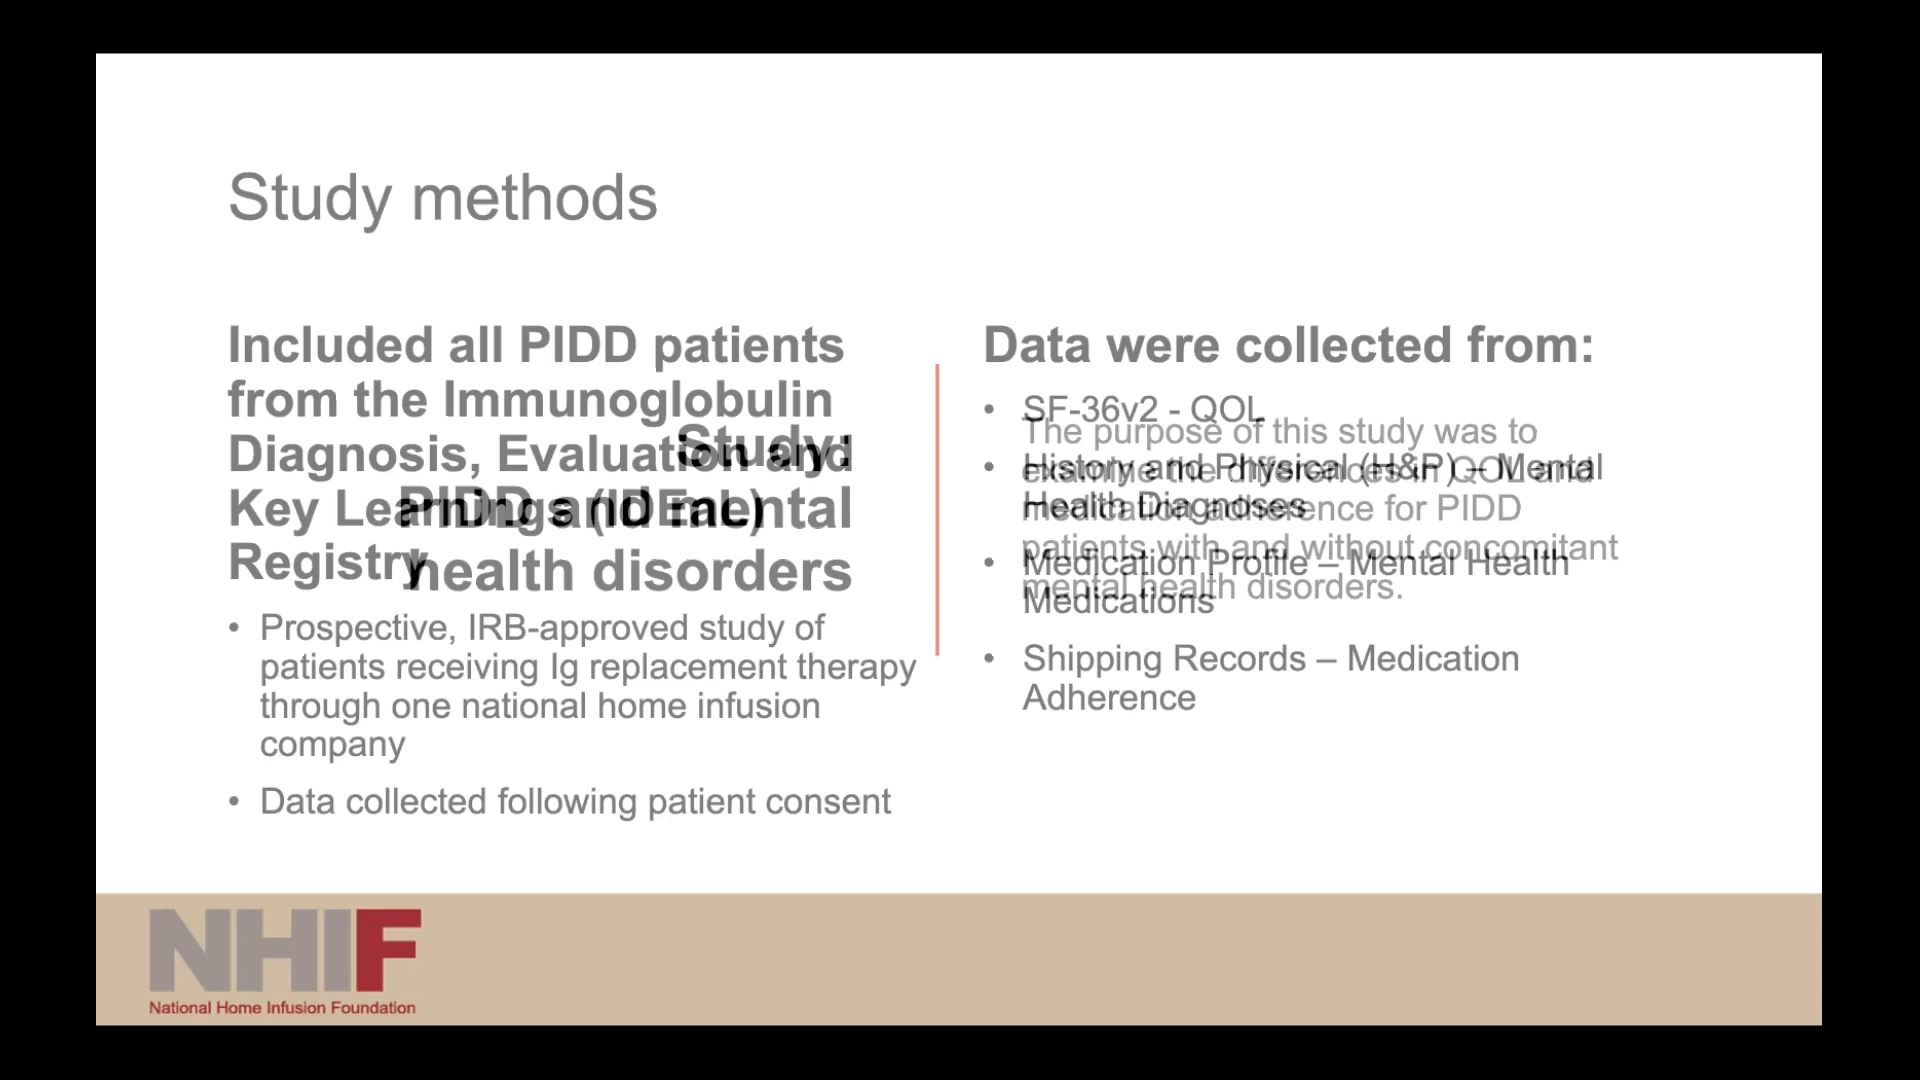 Study methods
Included all PIDD patients
from the Immunoglobulin
Diagnosis, Evaluation and
Key Learnings (IDEaL)
Registry
• Prospective, IRB-approved study of
patients receiving Ig replacement therapy
through one national home infusion
company
• Data collected following patient consent
Study:
PIDD and mental
health disorders
Data were collected from:
• SF-36v2 - QOL
• History and Physical (H&P) – Mental
Health Diagnoses
• Medication Profile – Mental Health
Medications
• Shipping Records – Medication
Adherence
The purpose of this study was to
examine the differences in QOL and
medication adherence for PIDD
patients with and without concomitant
mental health disorders.
NHIF
National Home Infusion Foundation